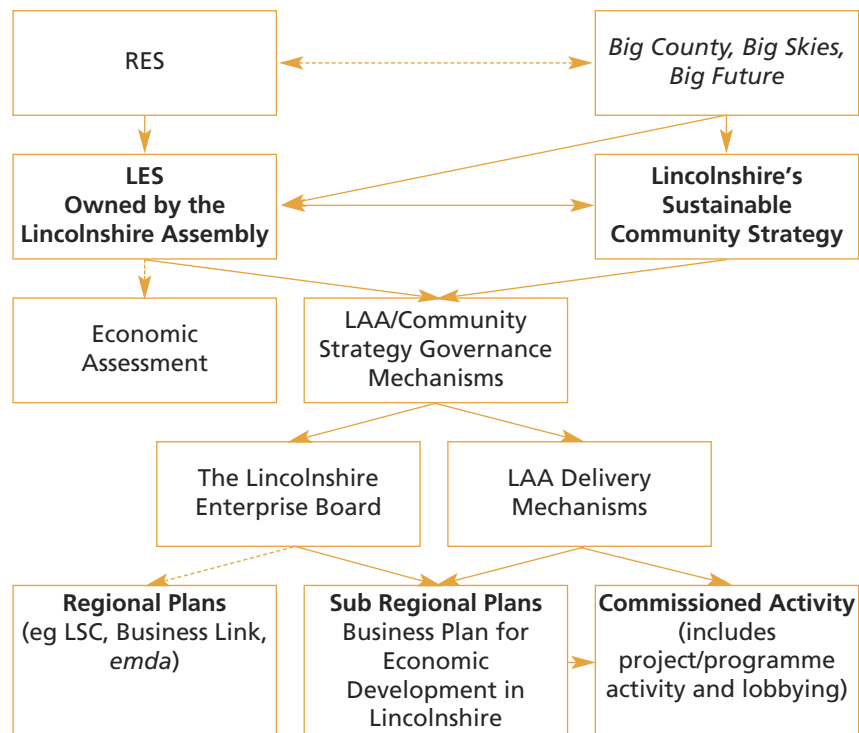 RES
Big County, Big Skies,
Big Future
LES
Owned by the
Lincolnshire Assembly
Lincolnshire’s
Sustainable
Community Strategy
Economic
Assessment
LAA/Community
Strategy Governance
Mechanisms
The Lincolnshire
Enterprise Board
LAA Delivery
Mechanisms
Regional Plans
(eg LSC, Business Link,
emda)
Sub Regional Plans
Business Plan for
Economic
Development in
Lincolnshire
Commissioned Activity
(includes
project/programme
activity and lobbying)